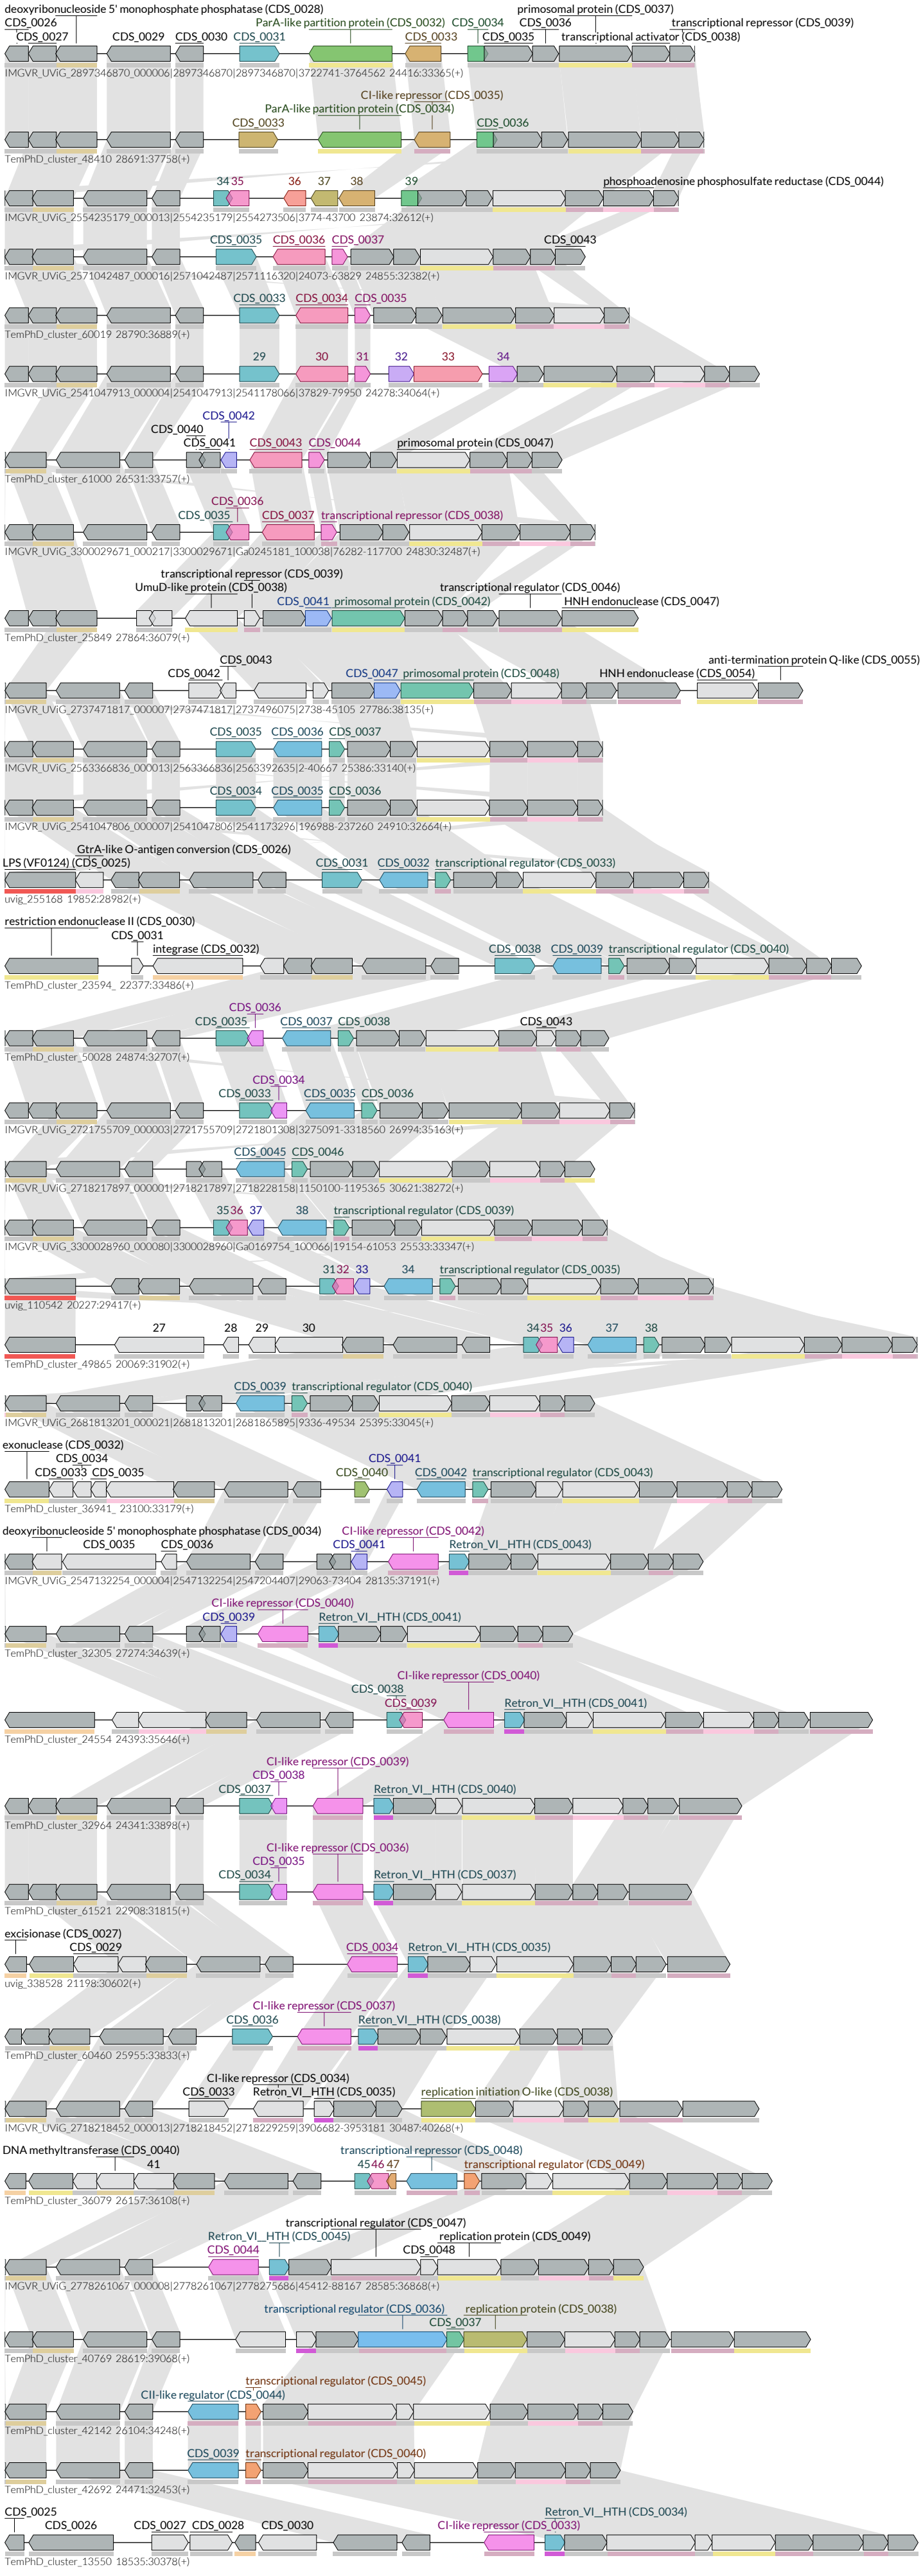 deoxyribonucleoside 5' monophosphate phosphatase (CDS_0028) primosomal protein (CDS_0037)
CDS_0026 ParA-like partition protein (CDS_0032) CDS_0034 CDS_0036 transcriptional repressor (CDS_0039)
CDS_0027 CDS_0029 CDS_0030 CDS_0031 CDS_0033 CDS_0035 transcriptional activator (CDS_0038)
IMGVR_UViG_2897346870_000006|2897346870|2897346870|3722741-3764562 24416:33365(+)
CI-like repressor (CDS_0035)
ParA-like partition protein (CDS_0034)
CDS_0033 CDS_0036
TemPhD_cluster_48410 28691:37758(+)
34 35 36 37 38 39 phosphoadenosine phosphosulfate reductase (CDS_0044)
IMGVR_UViG_2554235179_000013|2554235179|2554273506|3774-43700 23874:32612(+)
CDS_0035 CDS_0036 CDS_0037 CDS_0043
IMGVR_UViG_2571042487_000016|2571042487|2571116320|24073-63829 24855:32382(+)
CDS_0033 CDS_0034 CDS_0035
TemPhD_cluster_60019 28790:36889(+)
29 30 31 32 33 34
IMGVR_UViG_2541047913_000004|2541047913|2541178066|37829-79950 24278:34064(+)
CDS_0042
CDS_0040
CDS_0041 CDS_0043 CDS_0044 primosomal protein (CDS_0047)
TemPhD_cluster_61000 26531:33757(+)
CDS_0036
CDS_0035 CDS_0037 transcriptional repressor (CDS_0038)
IMGVR_UViG_3300029671_000217|3300029671|Ga0245181_100038|76282-117700 24830:32487(+)
transcriptional repressor (CDS_0039)
UmuD-like protein (CDS_0038) transcriptional regulator (CDS_0046)
CDS_0041 primosomal protein (CDS_0042) HNH endonuclease (CDS_0047)
TemPhD_cluster_25849 27864:36079(+)
CDS_0043 anti-termination protein Q-like (CDS_0055)
CDS_0042 CDS_0047 primosomal protein (CDS_0048) HNH endonuclease (CDS_0054)
IMGVR_UViG_2737471817_000007|2737471817|2737496075|2738-45105 27786:38135(+)
CDS_0035 CDS_0036 CDS_0037
IMGVR_UViG_2563366836_000013|2563366836|2563392635|2-40667 25386:33140(+)
CDS_0034 CDS_0035 CDS_0036
IMGVR_UViG_2541047806_000007|2541047806|2541173296|196988-237260 24910:32664(+)
GtrA-like O-antigen conversion (CDS_0026)
LPS (VF0124) (CDS_0025) CDS_0031 CDS_0032 transcriptional regulator (CDS_0033)
uvig_255168 19852:28982(+)
restriction endonuclease II (CDS_0030)
CDS_0031
integrase (CDS_0032) CDS_0038 CDS_0039 transcriptional regulator (CDS_0040)
TemPhD_cluster_23594_ 22377:33486(+)
CDS_0036
CDS_0035 CDS_0037 CDS_0038 CDS_0043
TemPhD_cluster_50028 24874:32707(+)
CDS_0034
CDS_0033 CDS_0035 CDS_0036
IMGVR_UViG_2721755709_000003|2721755709|2721801308|3275091-3318560 26994:35163(+)
CDS_0045 CDS_0046
IMGVR_UViG_2718217897_000001|2718217897|2718228158|1150100-1195365 30621:38272(+)
35 36 37 38 transcriptional regulator (CDS_0039)
IMGVR_UViG_3300028960_000080|3300028960|Ga0169754_100066|19154-61053 25533:33347(+)
31 32 33 34 transcriptional regulator (CDS_0035)
uvig_110542 20227:29417(+)
27 28 29 30 34 35 36 37 38
TemPhD_cluster_49865 20069:31902(+)
CDS_0039 transcriptional regulator (CDS_0040)
IMGVR_UViG_2681813201_000021|2681813201|2681865895|9336-49534 25395:33045(+)
exonuclease (CDS_0032)
CDS_0034 CDS_0041
CDS_0033 CDS_0035 CDS_0040 CDS_0042 transcriptional regulator (CDS_0043)
TemPhD_cluster_36941_ 23100:33179(+)
deoxyribonucleoside 5' monophosphate phosphatase (CDS_0034) CI-like repressor (CDS_0042)
CDS_0035 CDS_0036 CDS_0041 Retron_VI__HTH (CDS_0043)
IMGVR_UViG_2547132254_000004|2547132254|2547204407|29063-73404 28135:37191(+)
CI-like repressor (CDS_0040)
CDS_0039 Retron_VI__HTH (CDS_0041)
TemPhD_cluster_32305 27274:34639(+)
CI-like repressor (CDS_0040)
CDS_0038
CDS_0039 Retron_VI__HTH (CDS_0041)
TemPhD_cluster_24554 24393:35646(+)
CI-like repressor (CDS_0039)
CDS_0038
CDS_0037 Retron_VI__HTH (CDS_0040)
TemPhD_cluster_32964 24341:33898(+)
CI-like repressor (CDS_0036)
CDS_0035
CDS_0034 Retron_VI__HTH (CDS_0037)
TemPhD_cluster_61521 22908:31815(+)
excisionase (CDS_0027)
CDS_0029 CDS_0034 Retron_VI__HTH (CDS_0035)
uvig_338528 21198:30602(+)
CI-like repressor (CDS_0037)
CDS_0036 Retron_VI__HTH (CDS_0038)
TemPhD_cluster_60460 25955:33833(+)
CI-like repressor (CDS_0034)
CDS_0033 Retron_VI__HTH (CDS_0035) replication initiation O-like (CDS_0038)
IMGVR_UViG_2718218452_000013|2718218452|2718229259|3906682-3953181 30487:40268(+)
DNA methyltransferase (CDS_0040) transcriptional repressor (CDS_0048)
41 45 46 47 transcriptional regulator (CDS_0049)
TemPhD_cluster_36079 26157:36108(+)
transcriptional regulator (CDS_0047)
Retron_VI__HTH (CDS_0045) replication protein (CDS_0049)
CDS_0044 CDS_0048
IMGVR_UViG_2778261067_000008|2778261067|2778275686|45412-88167 28585:36868(+)
transcriptional regulator (CDS_0036) replication protein (CDS_0038)
CDS_0037
TemPhD_cluster_40769 28619:39068(+)
transcriptional regulator (CDS_0045)
CII-like regulator (CDS_0044)
TemPhD_cluster_42142 26104:34248(+)
CDS_0039 transcriptional regulator (CDS_0040)
TemPhD_cluster_42692 24471:32453(+)
CDS_0025 Retron_VI__HTH (CDS_0034)
CDS_0026 CDS_0027 CDS_0028 CDS_0030 CI-like repressor (CDS_0033)
TemPhD_cluster_13550 18535:30378(+)